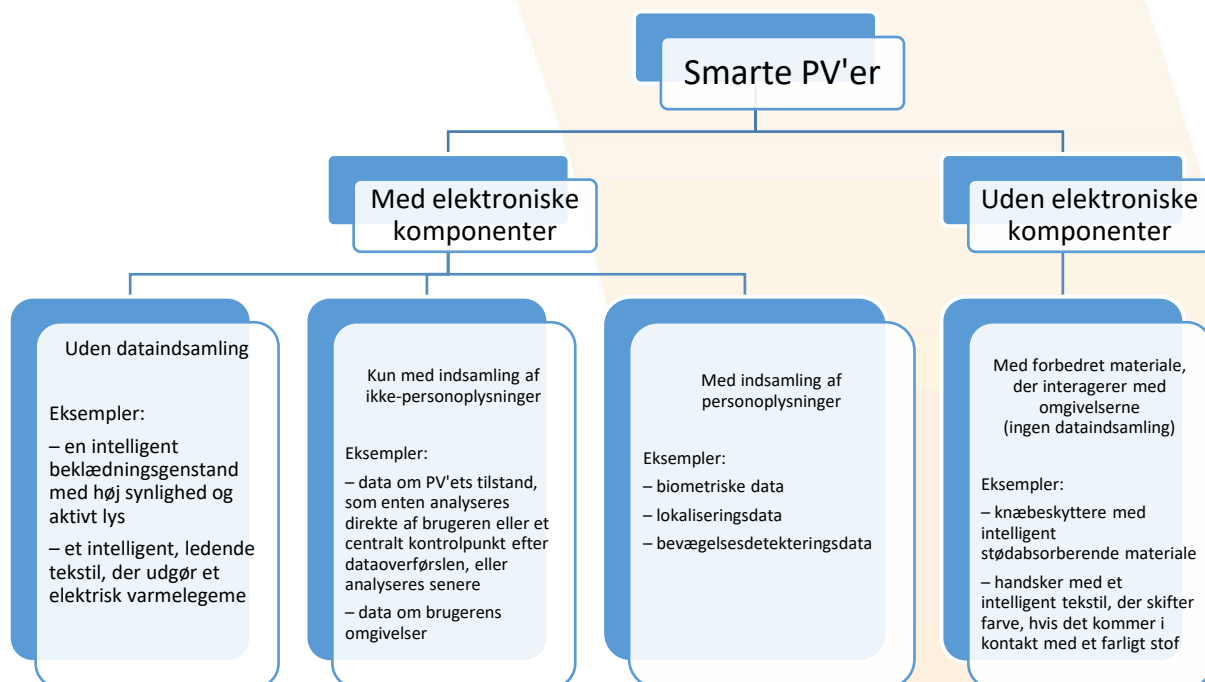 Smarte PV'er
Med elektroniske
komponenter
Uden elektroniske
komponenter
Uden dataindsamling
Eksempler:
– en intelligent
beklædningsgenstand
med høj synlighed og
aktivt lys
– et intelligent, ledende
tekstil, der udgør et
elektrisk varmelegeme
Kun med indsamling af
ikke-personoplysninger
Eksempler:
– data om PV'ets tilstand,
som enten analyseres
direkte af brugeren eller et
centralt kontrolpunkt efter
dataoverførslen, eller
analyseres senere
– data om brugerens
omgivelser
Med indsamling af
personoplysninger
Eksempler:
– biometriske data
– lokaliseringsdata
– bevægelsesdetekteringsdata
Med forbedret materiale,
der interagerer med
omgivelserne
(ingen dataindsamling)
Eksempler:
– knæbeskyttere med
intelligent
stødabsorberende materiale
– handsker med et
intelligent tekstil, der skifter
farve, hvis det kommer i
kontakt med et farligt stof